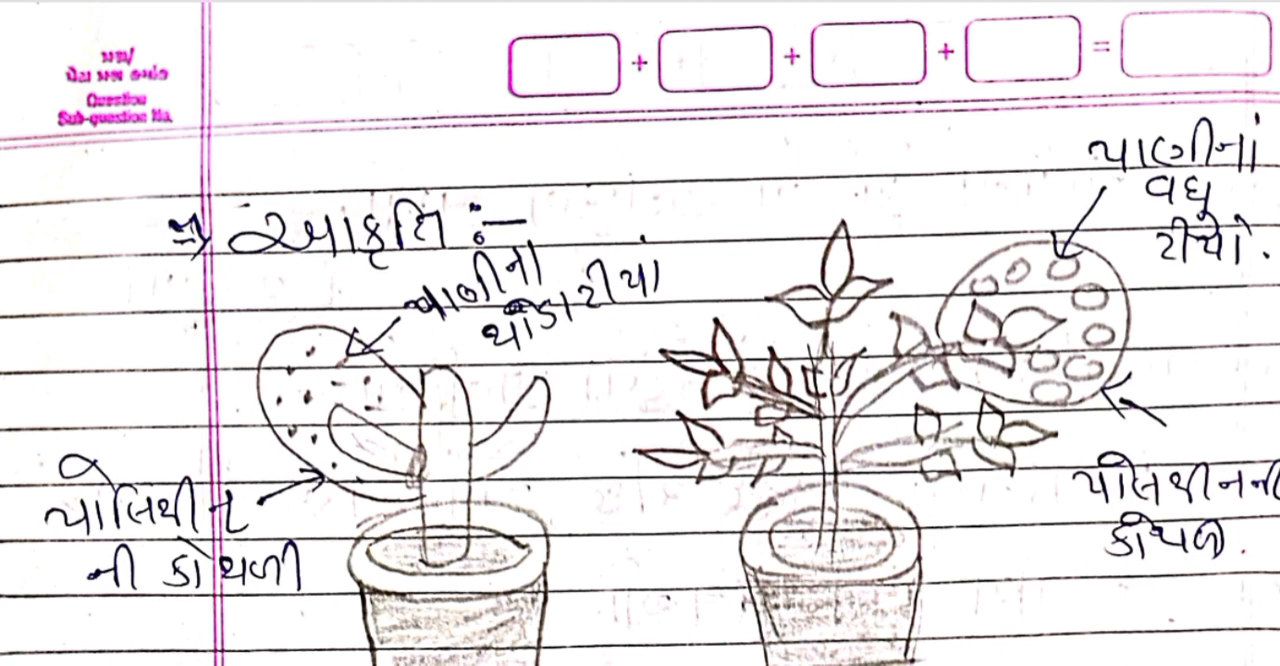 પ્રશ્ન/
પેટા પ્રશ્ન ક્રમાંક
Question
Sub-question No.
+ + + =
⇒ આકૃતિ :-
પાણીના
થોડા ટીપાં
પાણીનાં
વધુ
ટીપાં.
પોલિથીન
ની કોથળી
પોલિથીનની
કોથળી.